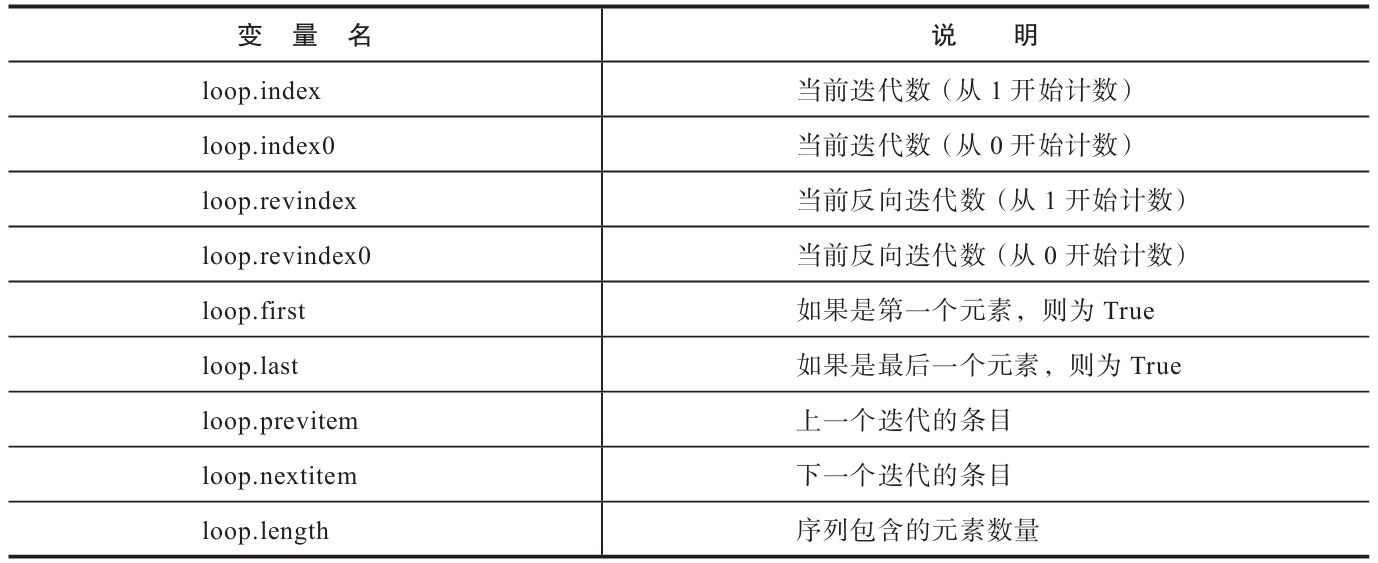 变 量 名 说 明
loop.index 当前迭代数（从 1 开始计数）
loop.index0 当前迭代数（从 0 开始计数）
loop.revindex 当前反向迭代数（从 1 开始计数）
loop.revindex0 当前反向迭代数（从 0 开始计数）
loop.first 如果是第一个元素，则为 True
loop.last 如果是最后一个元素，则为 True
loop.previtem 上一个迭代的条目
loop.nextitem 下一个迭代的条目
loop.length 序列包含的元素数量